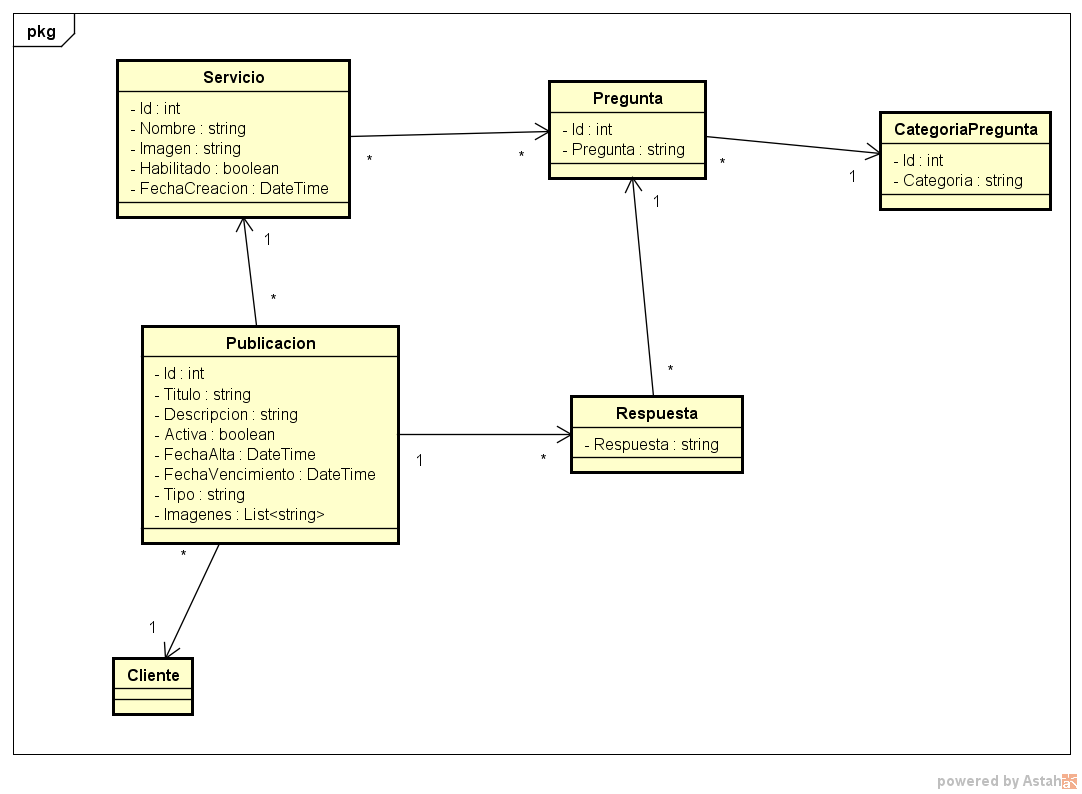 pkg
Servicio
- Id : int
- Nombre : string
- Imagen : string
- Habilitado : boolean
- FechaCreacion : DateTime
*
*
Pregunta
- Id : int
- Pregunta : string
*
1
CategoriaPregunta
- Id : int
- Categoria : string
1
*
1
*
Publicacion
- Id : int
- Titulo : string
- Descripcion : string
- Activa : boolean
- FechaAlta : DateTime
- FechaVencimiento : DateTime
- Tipo : string
- Imagenes : List<string>
1
*
Respuesta
- Respuesta : string
*
1
Cliente
powered by Astah